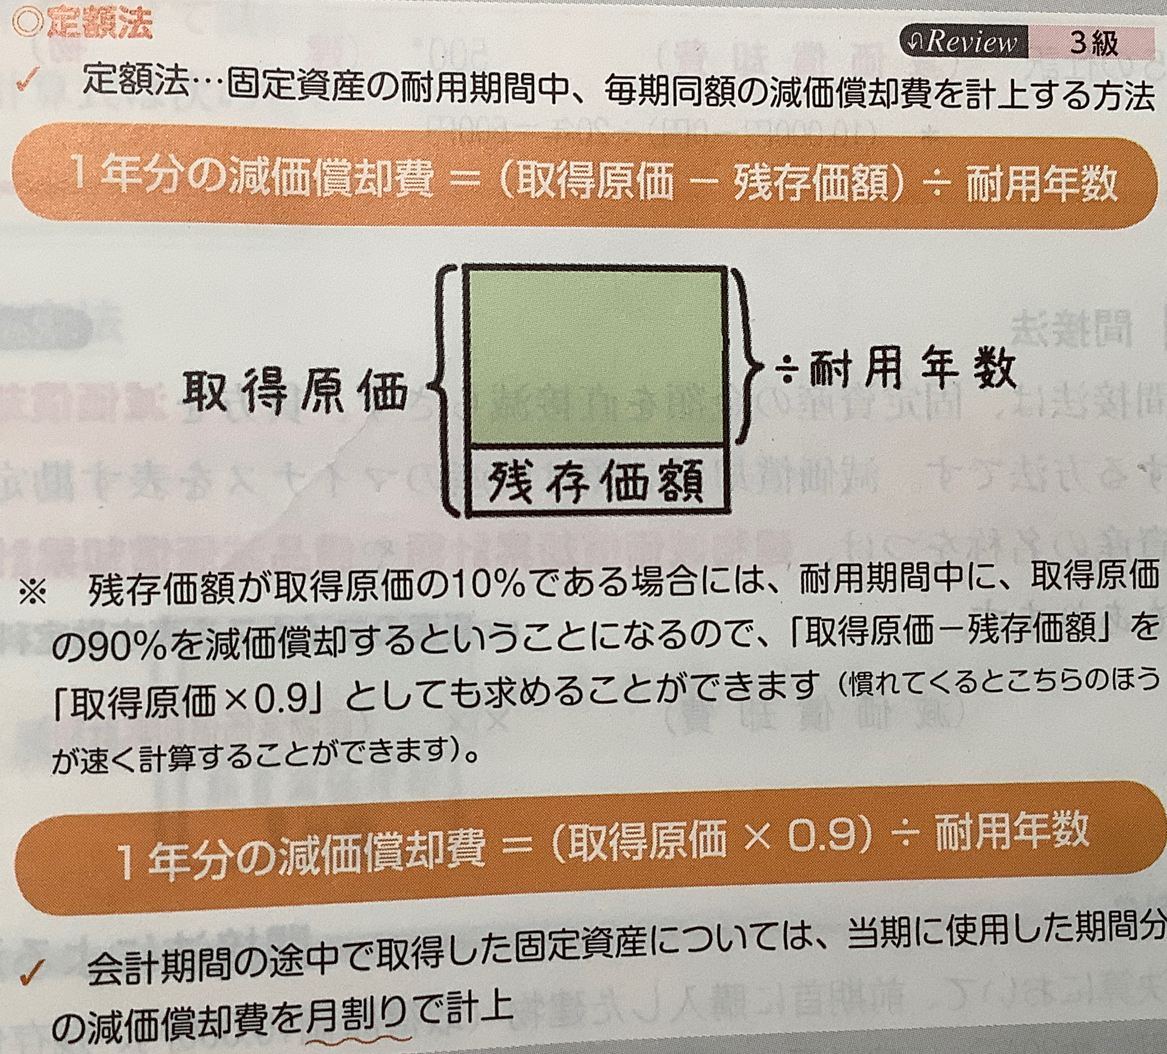 ◎定額法
Review 3級
✓ 定額法…固定資産の耐用期間中、毎期同額の減価償却費を計上する方法
1年分の減価償却費＝（取得原価－残存価額）÷耐用年数
取得原価
÷耐用年数
残存価額
※ 残存価額が取得原価の10％である場合には、耐用期間中に、取得原価
の90％を減価償却するということになるので、「取得原価－残存価額」を
「取得原価×0.9」としても求めることができます（慣れてくるとこちらのほう
が速く計算することができます）。
1年分の減価償却費＝（取得原価×0.9）÷耐用年数
✓ 会計期間の途中で取得した固定資産については、当期に使用した期間分
の減価償却費を月割りで計上